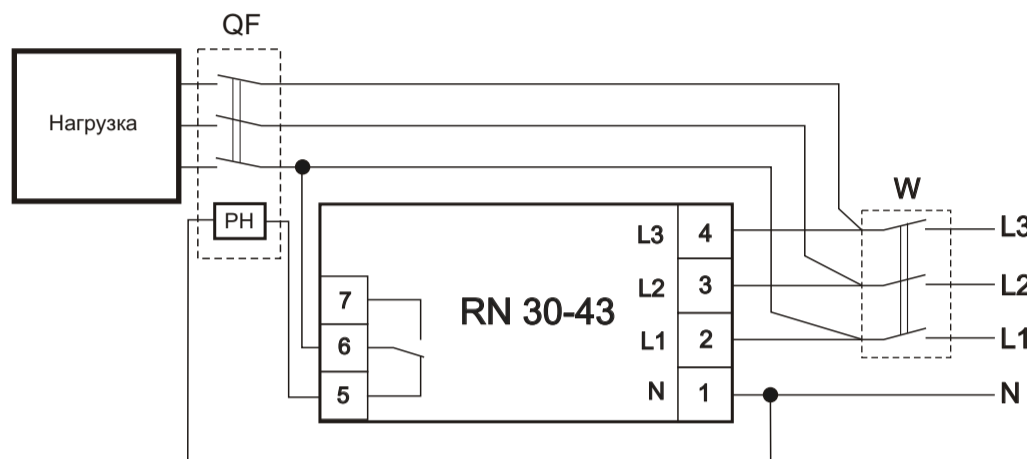 QF
Нагрузка
W
РН
L3 4
L3
7
L2 3
L2
RN 30-43
6
L1 2
L1
5
N 1
N